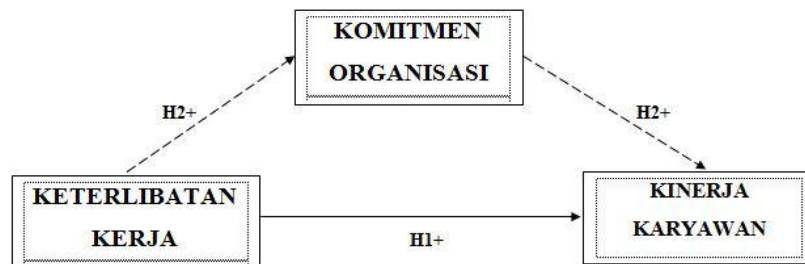 KOMITMEN
ORGANISASI
H2+
H2+
KETERLIBATAN
KERJA
H1+
KINERJA
KARYAWAN